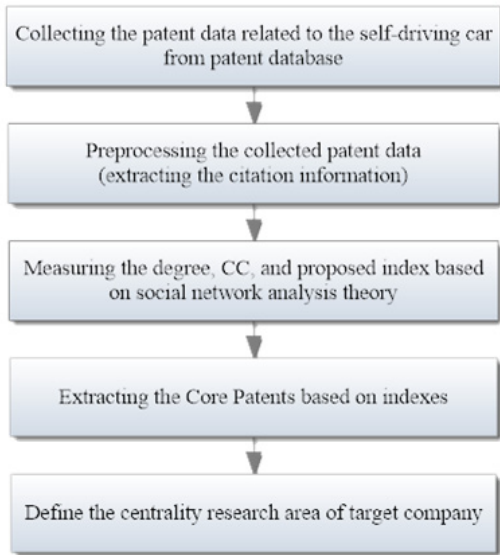 Collecting the patent data related to the self-driving car
from patent database
Preprocessing the collected patent data
(extracting the citation information)
Measuring the degree, CC, and proposed index based
on social network analysis theory
Extracting the Core Patents based on indexes
Define the centrality research area of target company